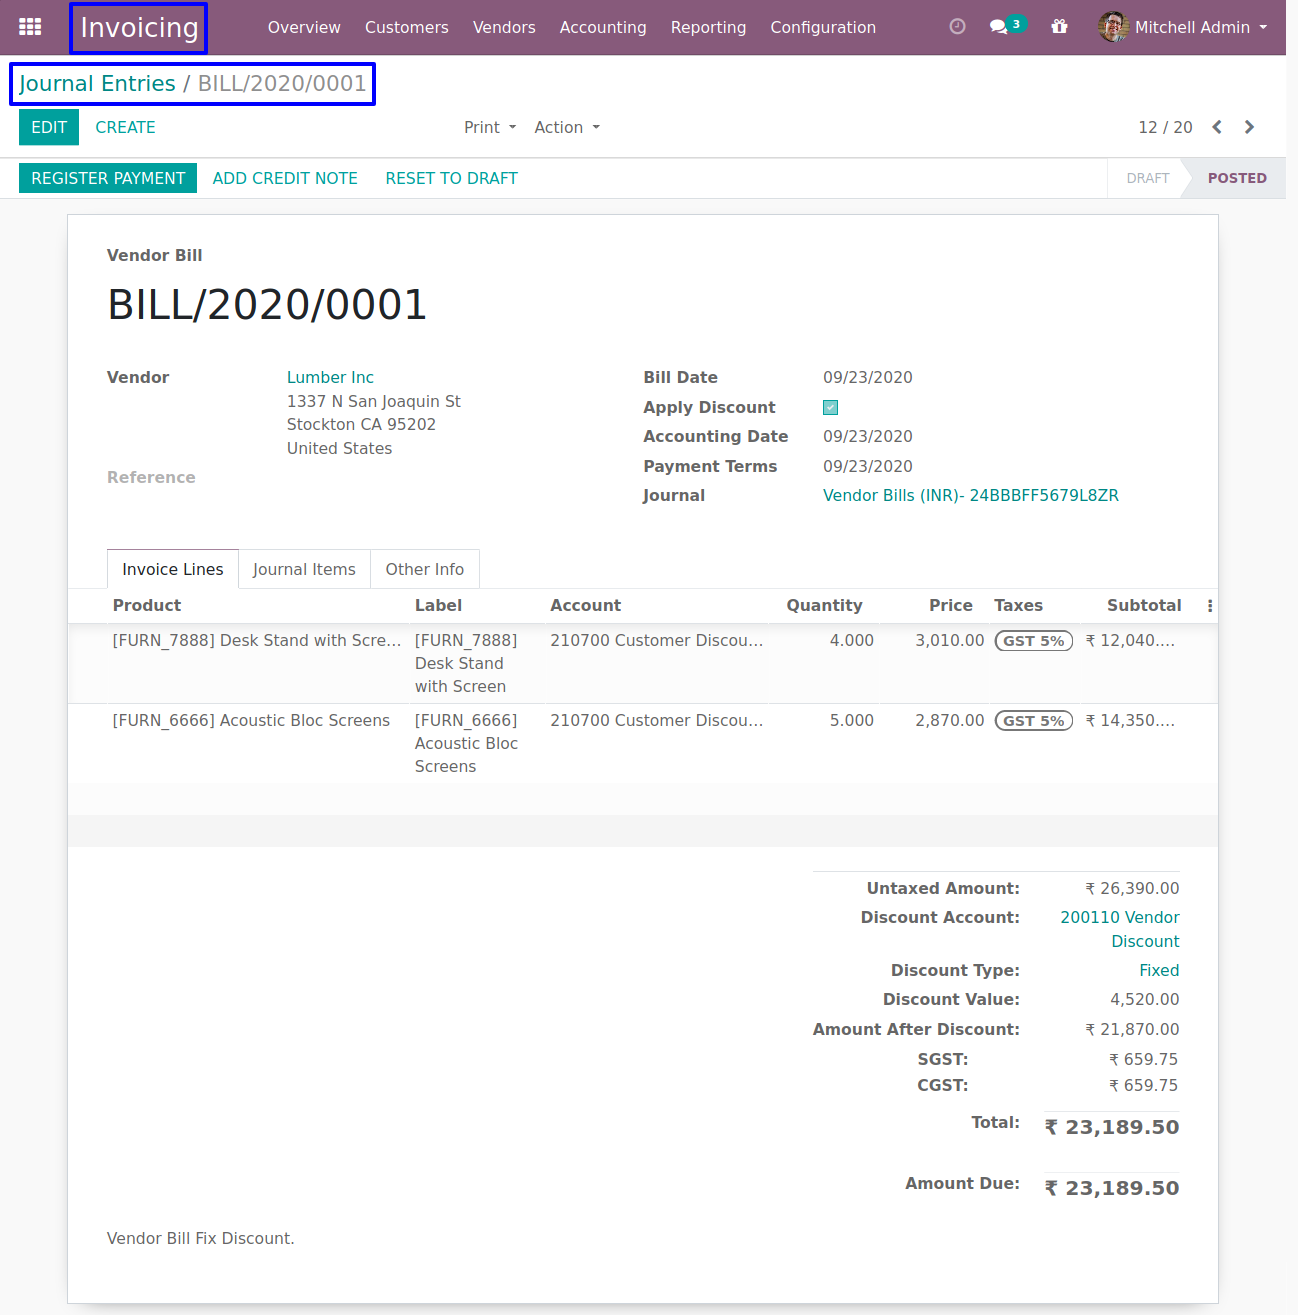 Invoicing Overview Customers Vendors Accounting Reporting Configuration 3 Mitchell Admin
Journal Entries / BILL/2020/0001
EDIT CREATE Print Action 12 / 20
REGISTER PAYMENT ADD CREDIT NOTE RESET TO DRAFT DRAFT POSTED
Vendor Bill
BILL/2020/0001
Vendor Lumber Inc
1337 N San Joaquin St
Stockton CA 95202
United States
Reference
Bill Date 09/23/2020
Apply Discount
Accounting Date 09/23/2020
Payment Terms 09/23/2020
Journal Vendor Bills (INR)- 24BBBFF5679L8ZR
Invoice Lines Journal Items Other Info
Product Label Account Quantity Price Taxes Subtotal
[FURN_7888] Desk Stand with Scre... [FURN_7888] 210700 Customer Discou... 4.000 3,010.00 GST 5% ₹ 12,040....
Desk Stand
with Screen
[FURN_6666] Acoustic Bloc Screens [FURN_6666] 210700 Customer Discou... 5.000 2,870.00 GST 5% ₹ 14,350....
Acoustic Bloc
Screens
Untaxed Amount: ₹ 26,390.00
Discount Account: 200110 Vendor
Discount
Discount Type: Fixed
Discount Value: 4,520.00
Amount After Discount: ₹ 21,870.00
SGST: ₹ 659.75
CGST: ₹ 659.75
Total: ₹ 23,189.50
Amount Due: ₹ 23,189.50
Vendor Bill Fix Discount.